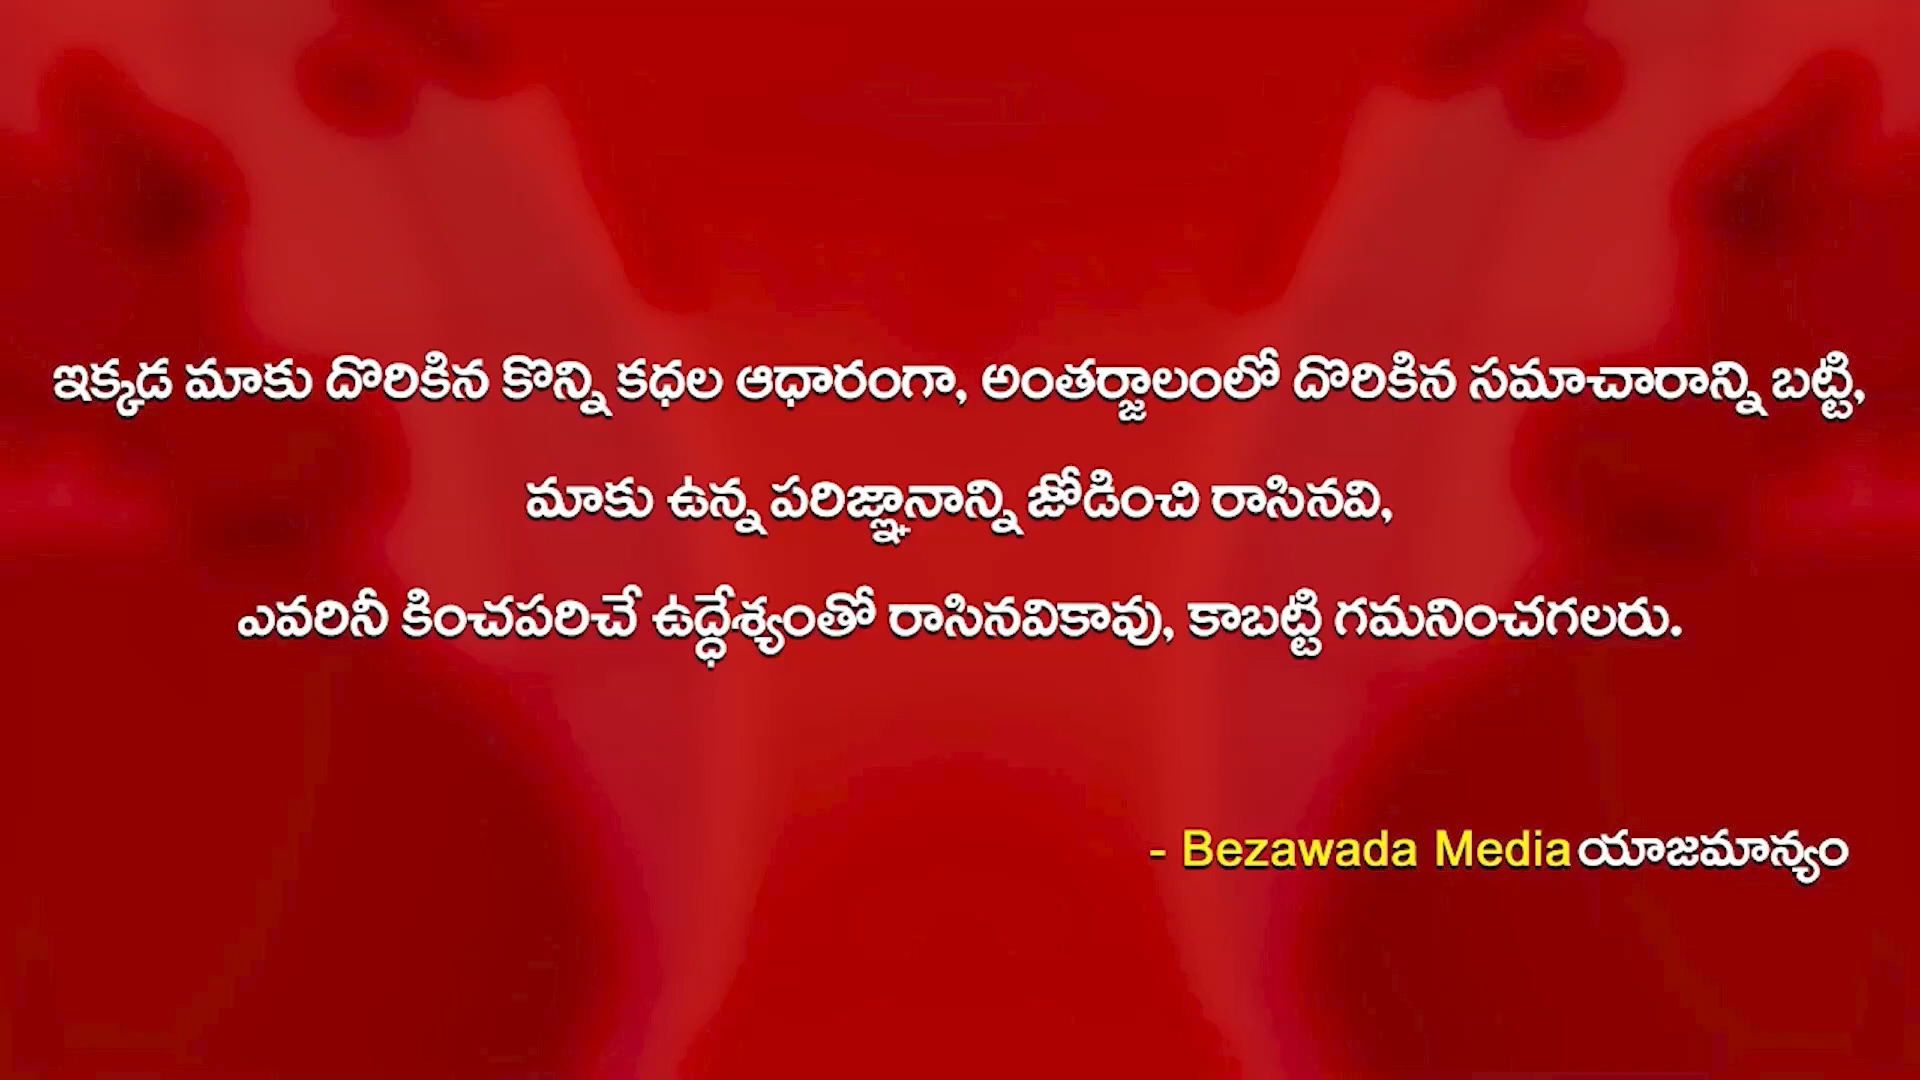 ఇక్కడ మాకు దొరికిన కొన్ని కధల ఆధారంగా, అంతర్జాలంలో దొరికిన సమాచారాన్ని బట్టి,
మాకు ఉన్న పరిజ్ఞానాన్ని జోడించి రాసినవి,
ఎవరినీ కించపరిచే ఉద్ధేశ్యంతో రాసినవికావు, కాబట్టి గమనించగలరు.
- Bezawada Media యాజమాన్యం